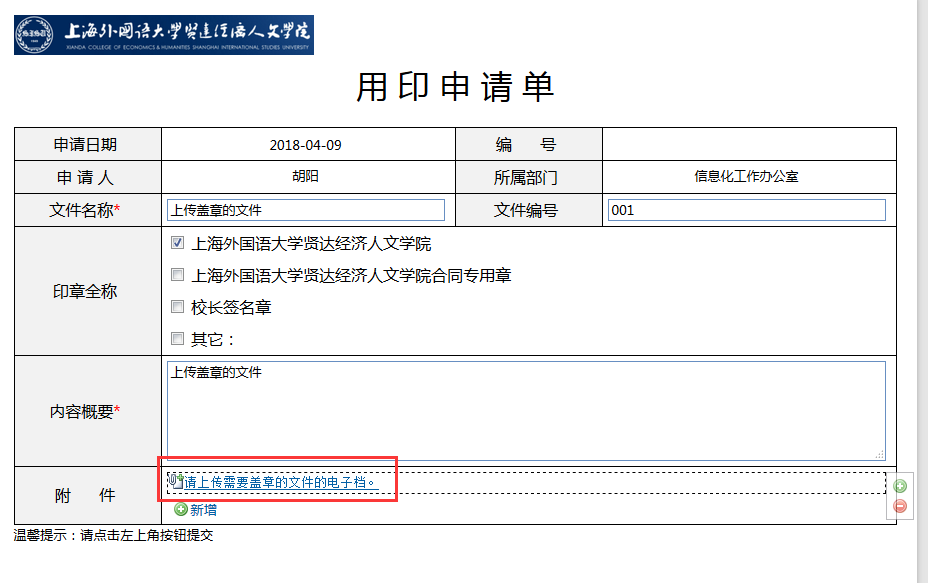 上海外国语大学贤达经济人文学院
XIANDA COLLEGE OF ECONOMICS & HUMANITIES SHANGHAI INTERNATIONAL STUDIES UNIVERSITY
用印申请单
申请日期 2018-04-09 编 号
申 请 人 胡阳 所属部门 信息化工作办公室
文件名称* 上传盖章的文件 文件编号 001
印章全称
上海外国语大学贤达经济人文学院
上海外国语大学贤达经济人文学院合同专用章
校长签名章
其它：
内容概要* 上传盖章的文件
附 件 请上传需要盖章的文件的电子档。
新增
温馨提示：请点击左上角按钮提交